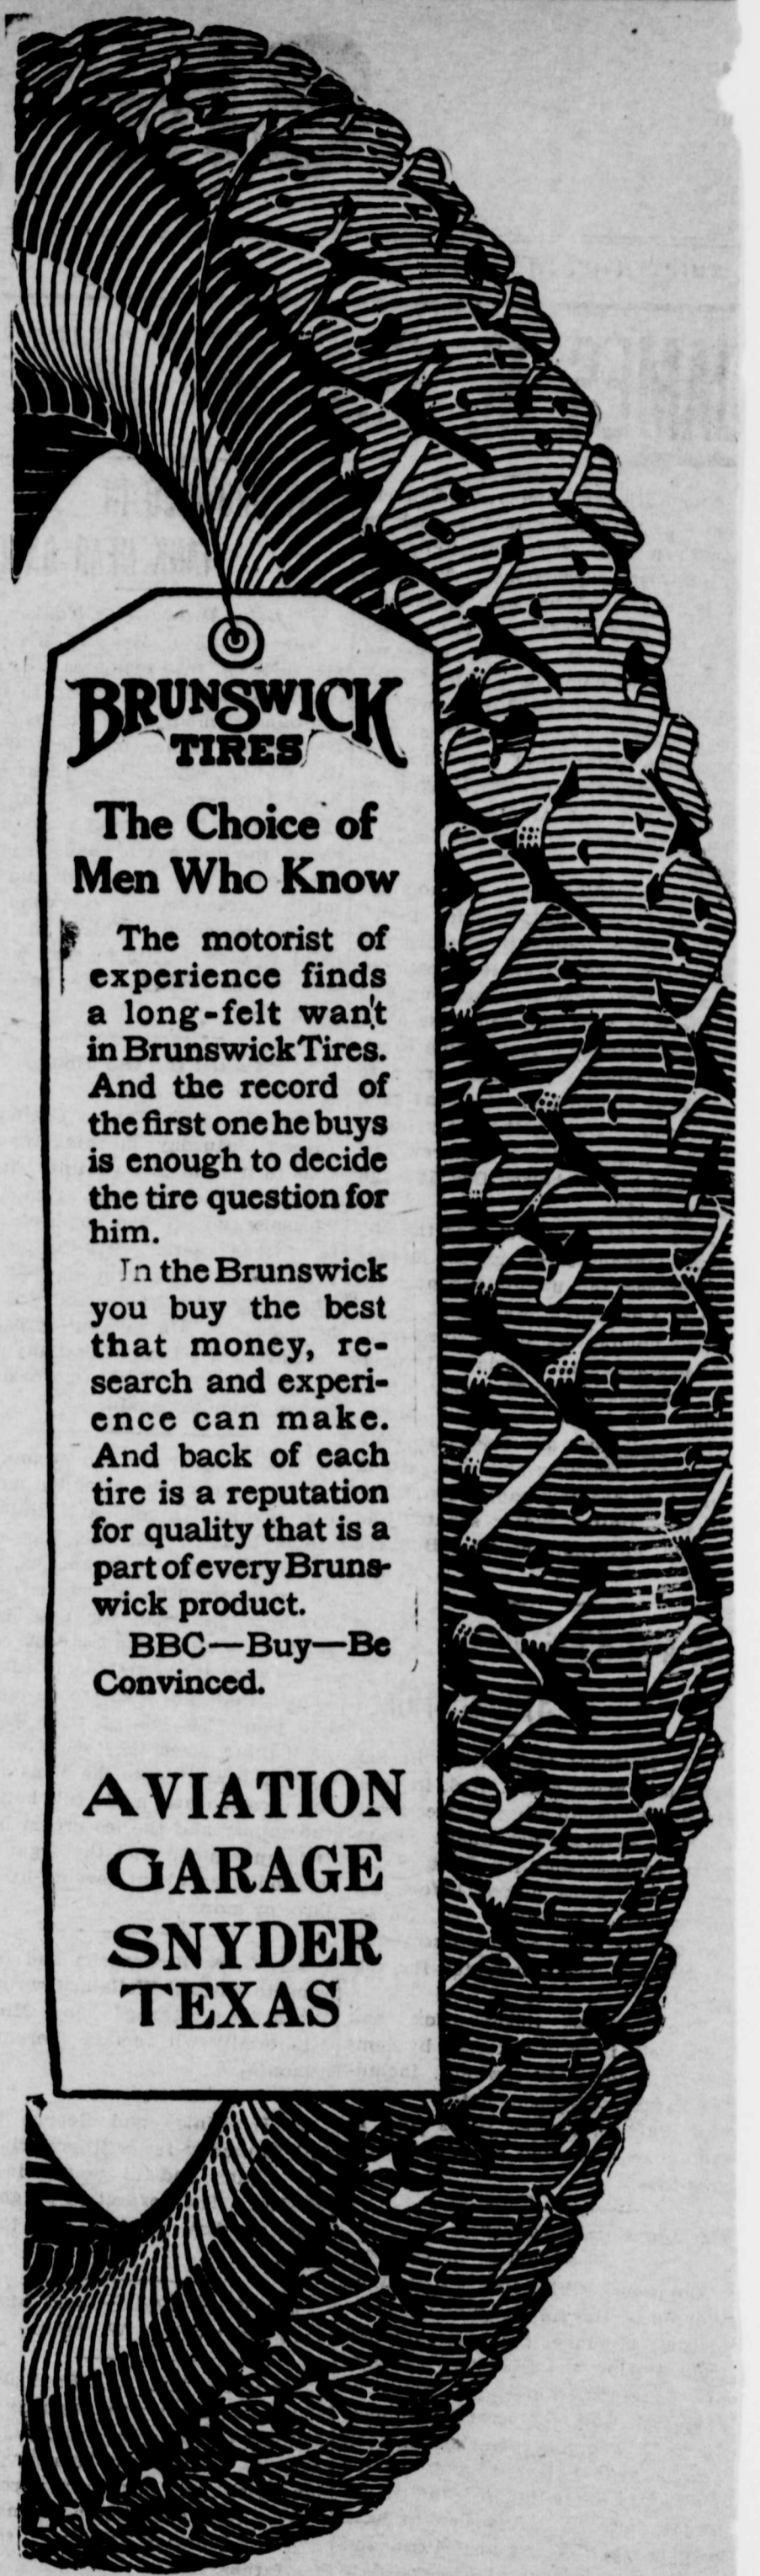 BRUNSWICK
TIRES
The Choice of
Men Who Know
The motorist of
experience finds
a long-felt want
in Brunswick Tires.
And the record of
the first one he buys
is enough to decide
the tire question for
him.
In the Brunswick
you buy the best
that money, re-
search and experi-
ence can make.
And back of each
tire is a reputation
for quality that is a
part of every Bruns-
wick product.
BBC—Buy—Be
Convinced.
AVIATION
GARAGE
SNYDER
TEXAS